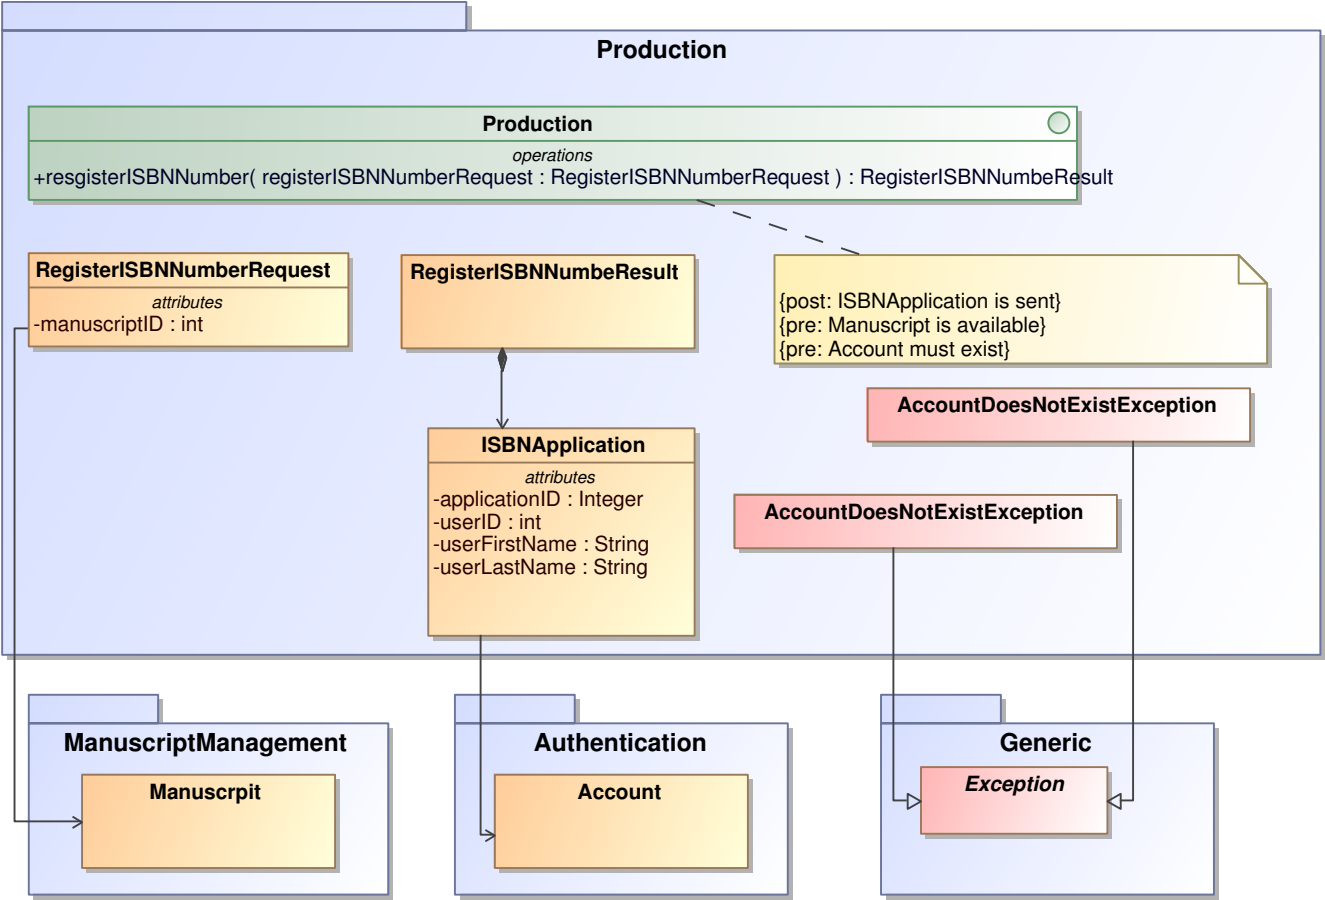 Production
Production
operations
+resgisterISBNNumber( registerISBNNumberRequest : RegisterISBNNumberRequest ) : RegisterISBNNumbeResult
RegisterISBNNumberRequest
attributes
-manuscriptID : int
RegisterISBNNumbeResult
{post: ISBNApplication is sent}
{pre: Manuscript is available}
{pre: Account must exist}
AccountDoesNotExistException
ISBNApplication
attributes
-applicationID : Integer
-userID : int
-userFirstName : String
-userLastName : String
AccountDoesNotExistException
ManuscriptManagement
Manuscrpit
Authentication
Account
Generic
Exception